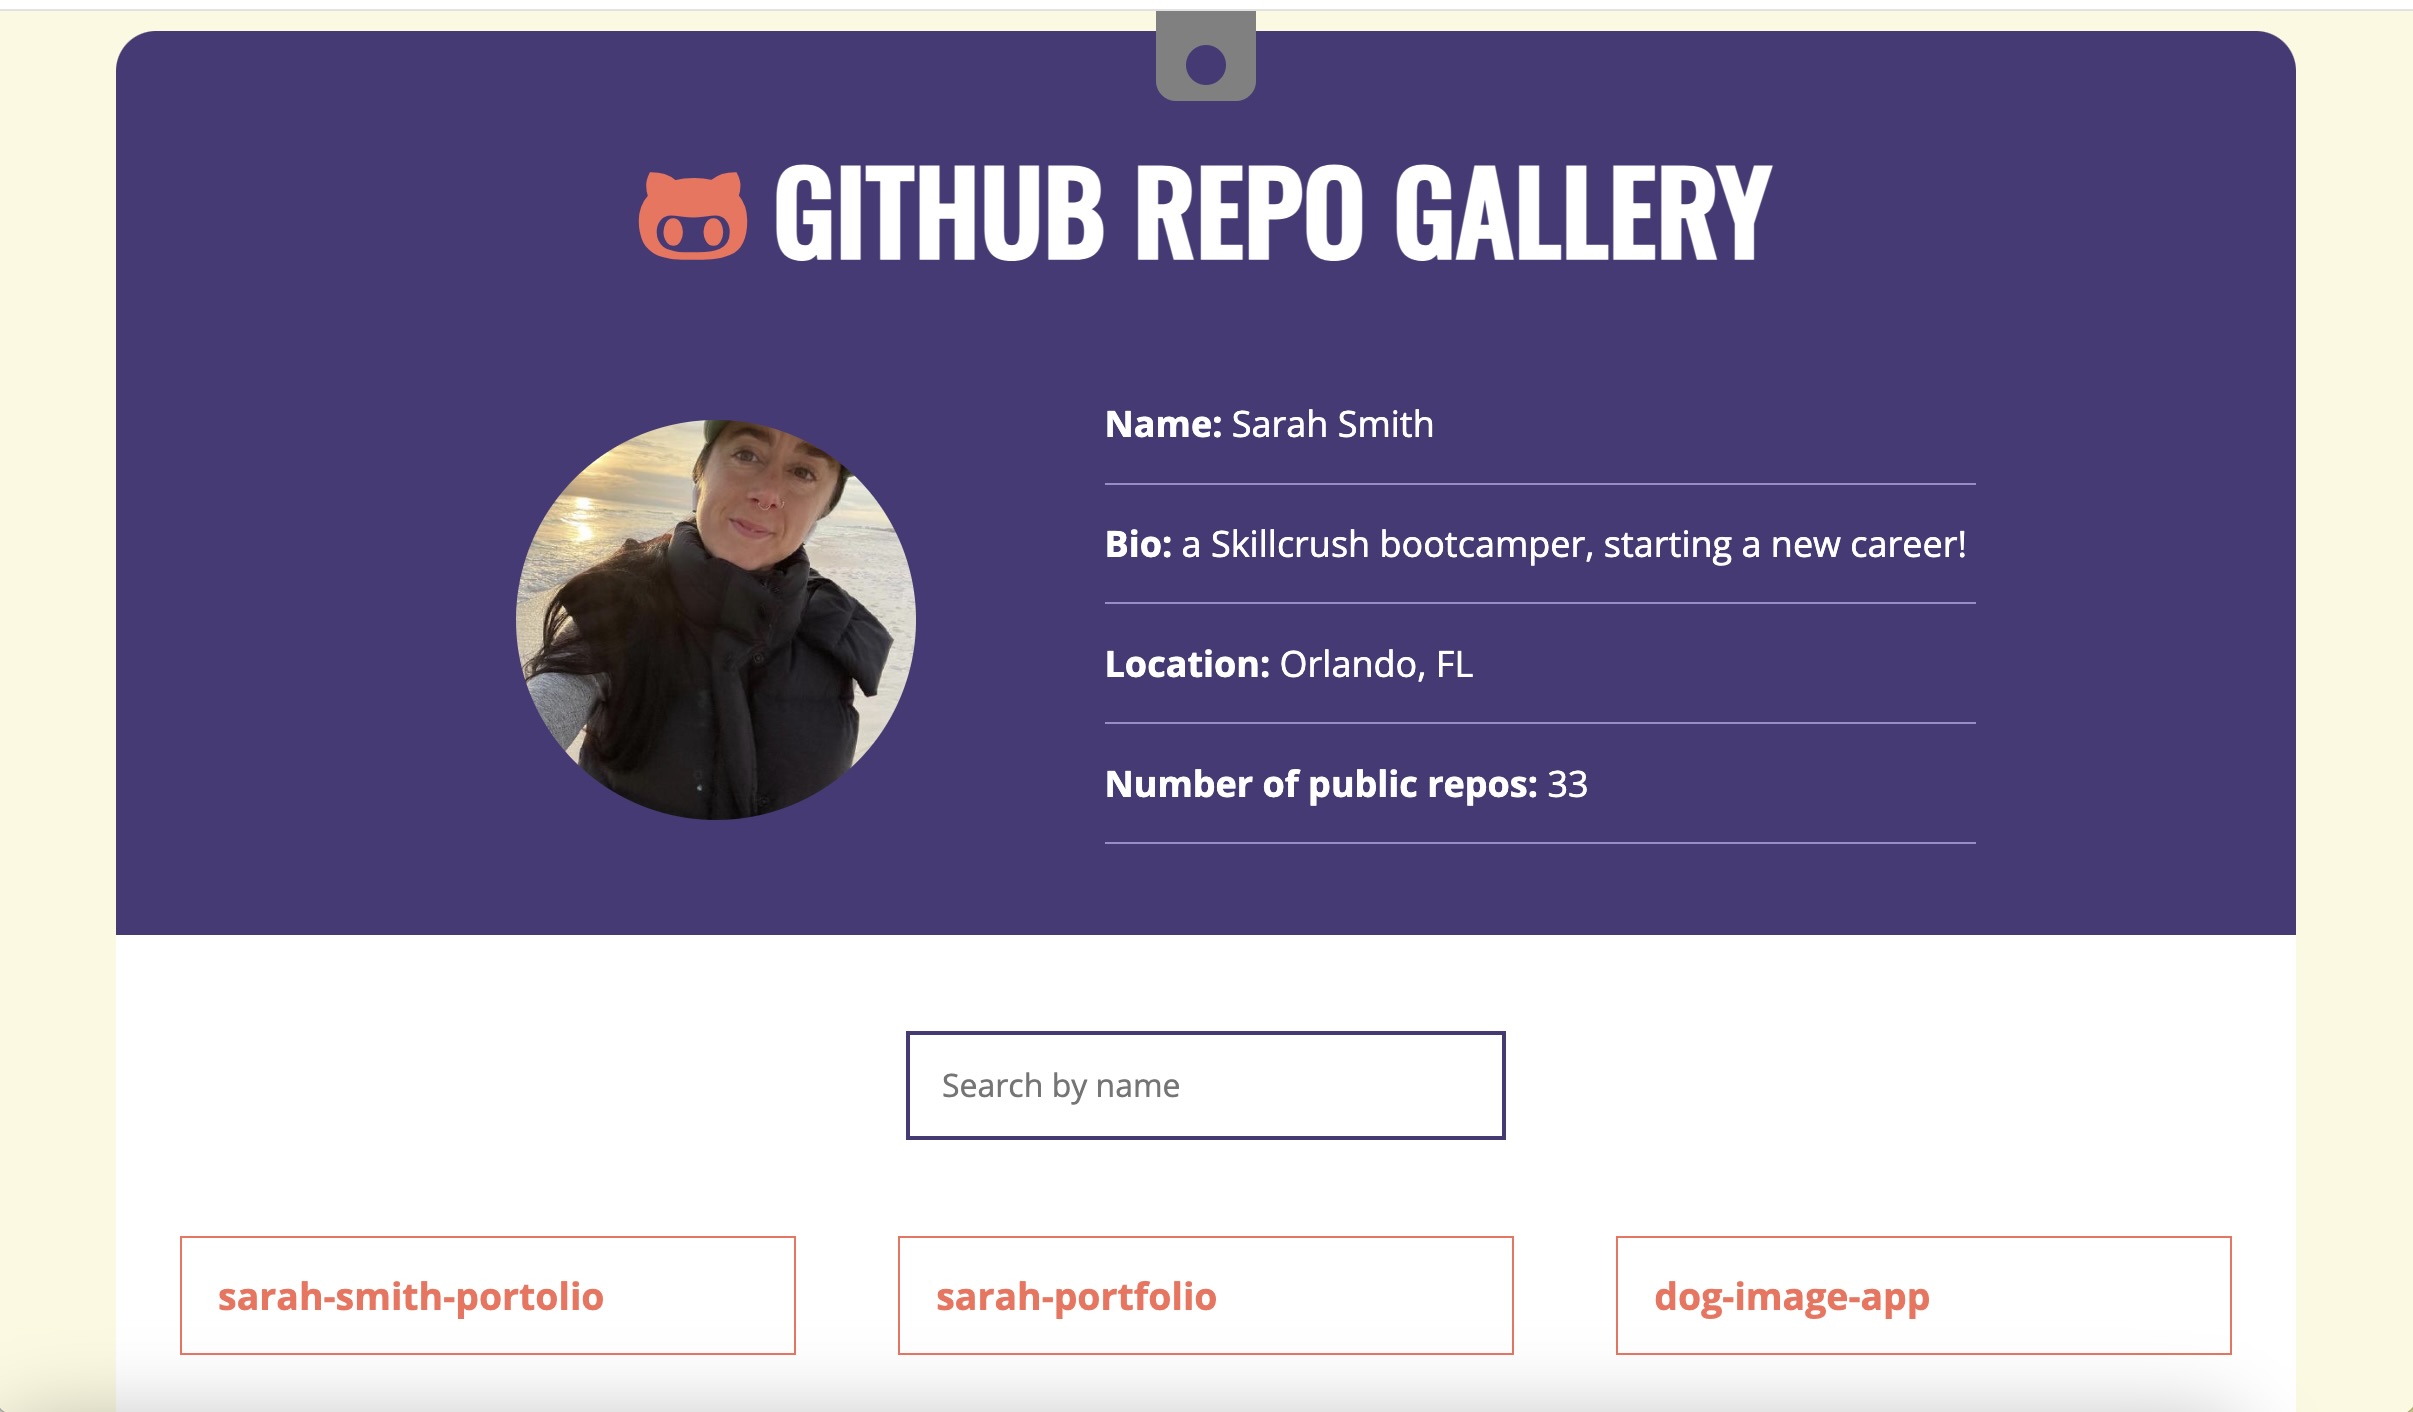 GITHUB REPO GALLERY
Name: Sarah Smith
Bio: a Skillcrush bootcamper, starting a new career!
Location: Orlando, FL
Number of public repos: 33
Search by name
sarah-smith-portolio
sarah-portfolio
dog-image-app